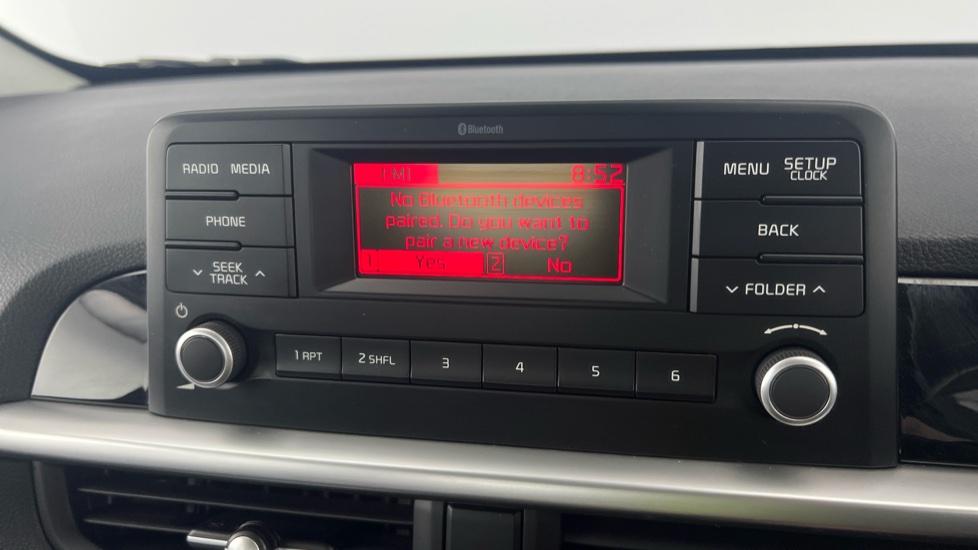 Bluetooth
RADIO MEDIA
FM1 8:52
MENU SETUP
CLOCK
No Bluetooth devices
paired. Do you want to
pair a new device?
1 Yes 2 No
PHONE
BACK
SEEK
TRACK
FOLDER
1 RPT
2 SHFL
3
4
5
6